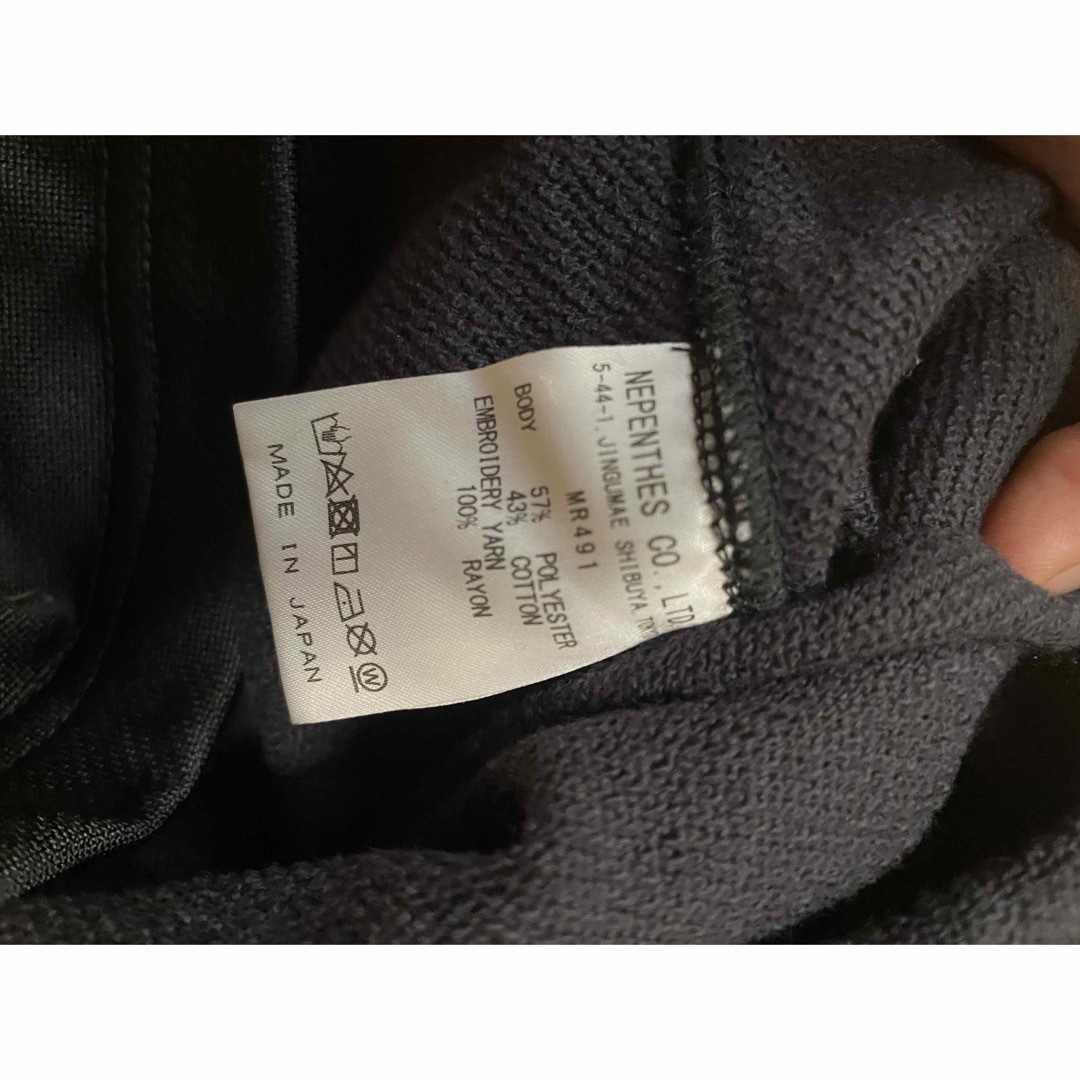 NEPENTHES CO., LTD
5-44-1, JINGUMAE SHIBUYA TOKY
MR491
BODY
57% POLYESTER
43% COTTON
EMBROIDERY YARN
100% RAYON
W
MADE IN JAPAN